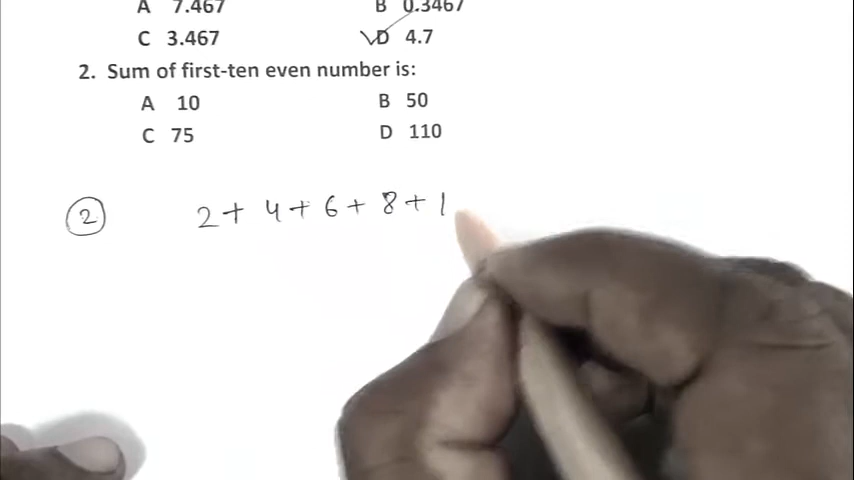 A 7.467 B 0.3467
C 3.467 D 4.7
2. Sum of first-ten even number is:
A 10 B 50
C 75 D 110
2 2 + 4 + 6 + 8 + 1